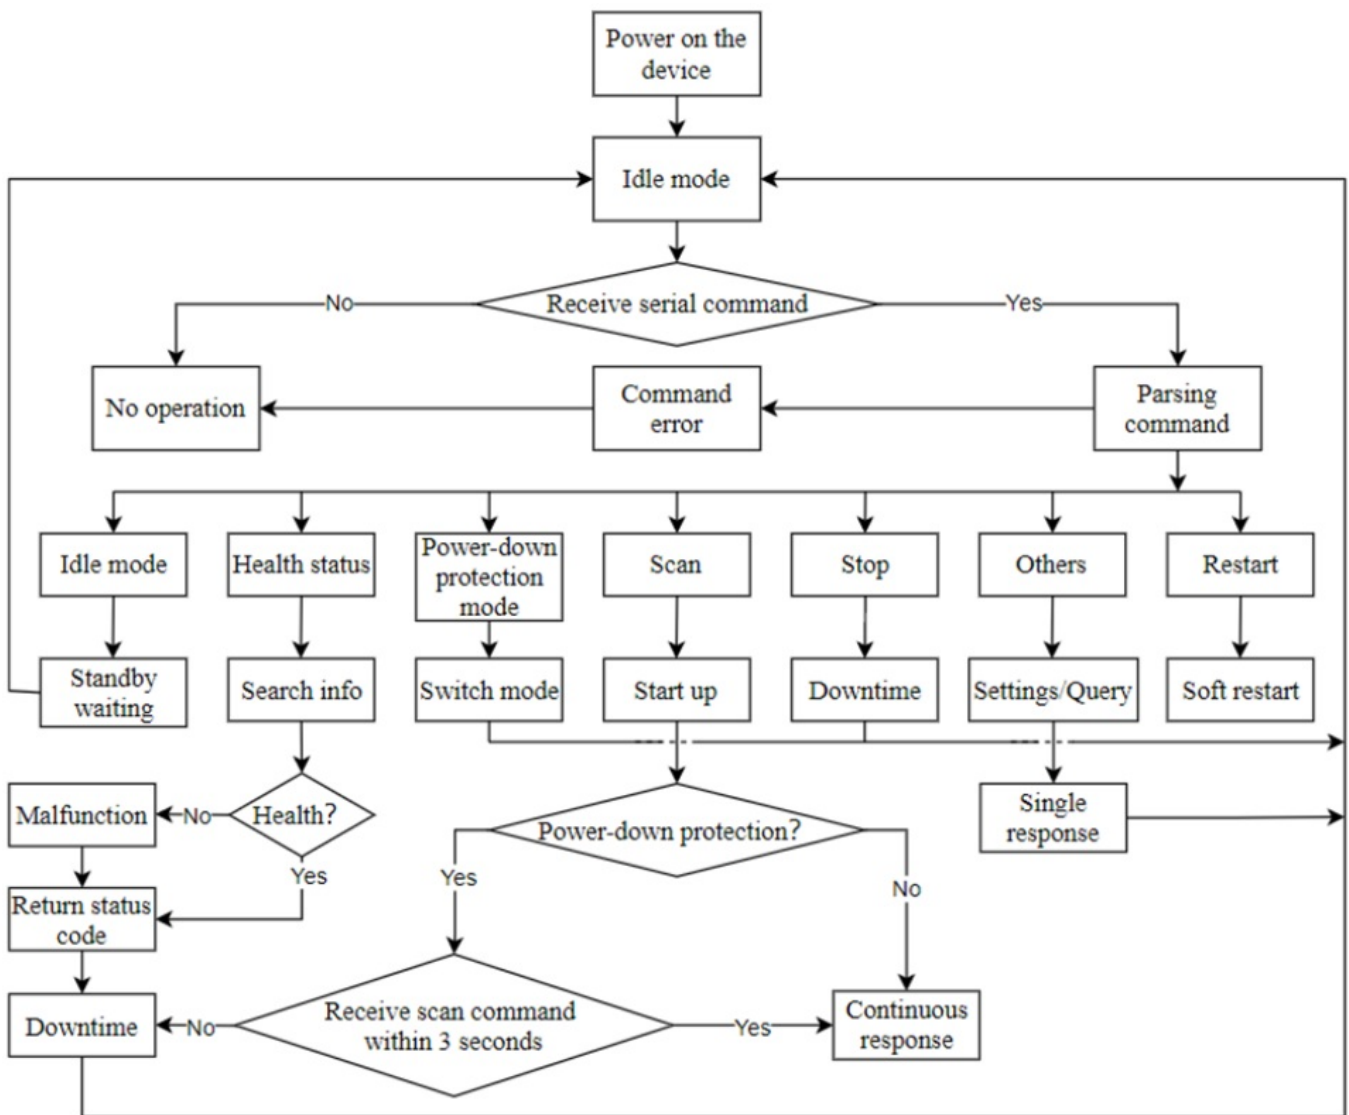 Power on the
device
Idle mode
Receive serial command
No
Yes
No operation
Command
error
Parsing
command
Idle mode
Health status
Power-down
protection
mode
Scan
Stop
Others
Restart
Standby
waiting
Search info
Switch mode
Start up
Downtime
Settings/Query
Soft restart
Malfunction
No
Health?
Yes
Power-down protection?
Single
response
Yes
No
Return status
code
Downtime
No
Receive scan command
within 3 seconds
Yes
Continuous
response